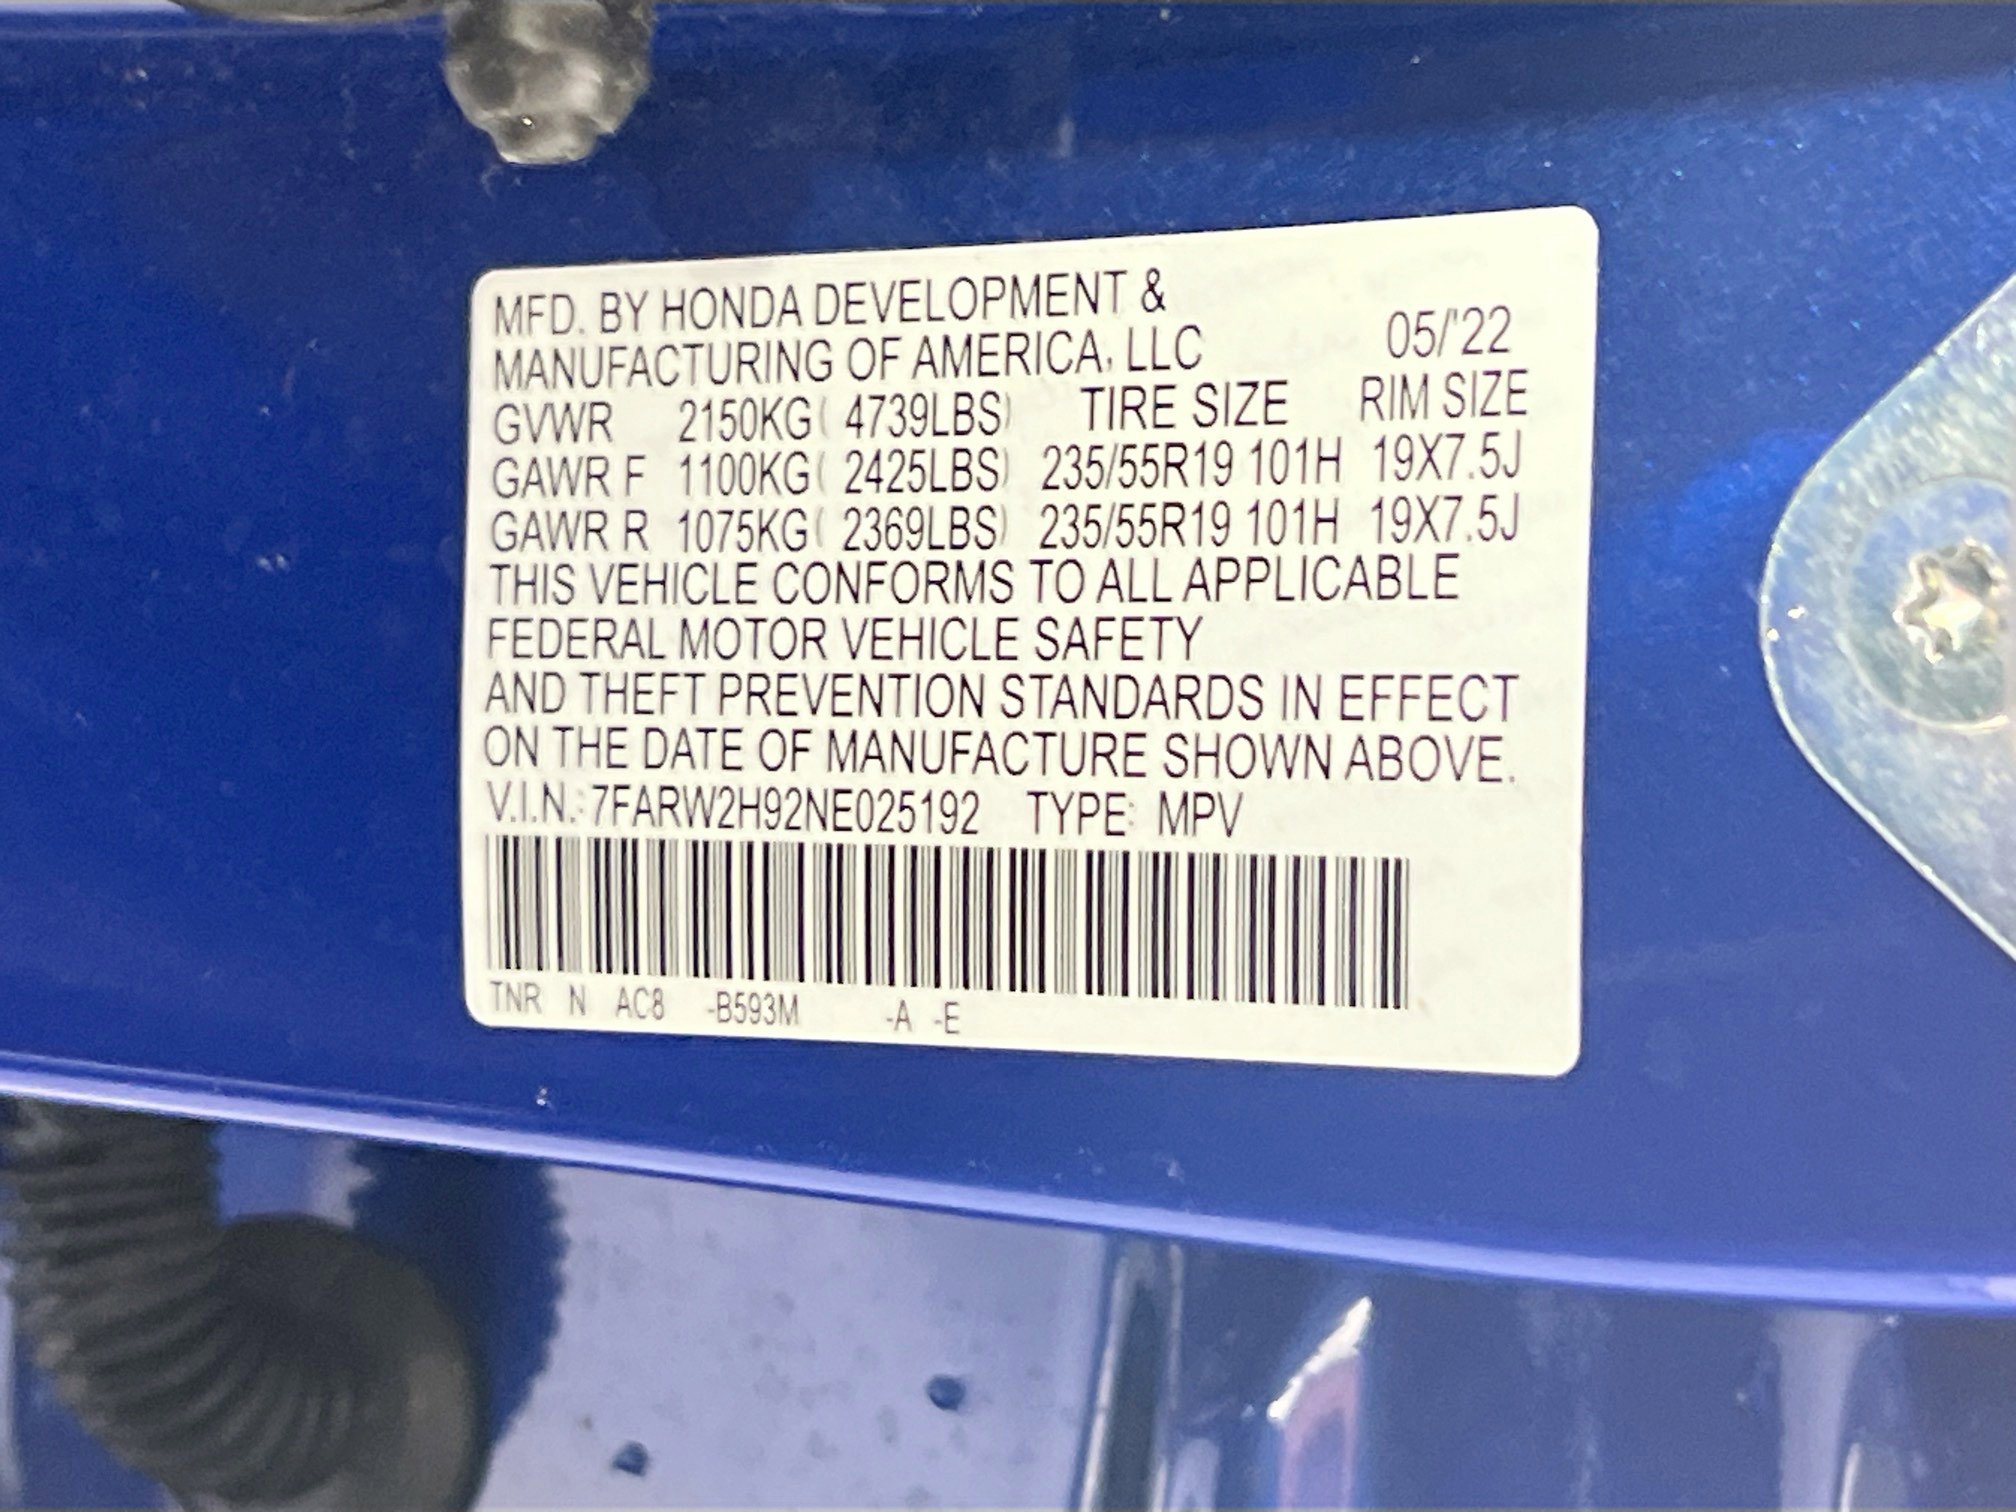 MFD. BY HONDA DEVELOPMENT &
MANUFACTURING OF AMERICA, LLC 05/'22
GVWR 2150KG( 4739LBS) TIRE SIZE RIM SIZE
GAWR F 1100KG( 2425LBS) 235/55R19 101H 19X7.5J
GAWR R 1075KG( 2369LBS) 235/55R19 101H 19X7.5J
THIS VEHICLE CONFORMS TO ALL APPLICABLE
FEDERAL MOTOR VEHICLE SAFETY
AND THEFT PREVENTION STANDARDS IN EFFECT
ON THE DATE OF MANUFACTURE SHOWN ABOVE.
V.I.N.: 7FARW2H92NE025192 TYPE: MPV
TNR N AC8 -B593M -A -E